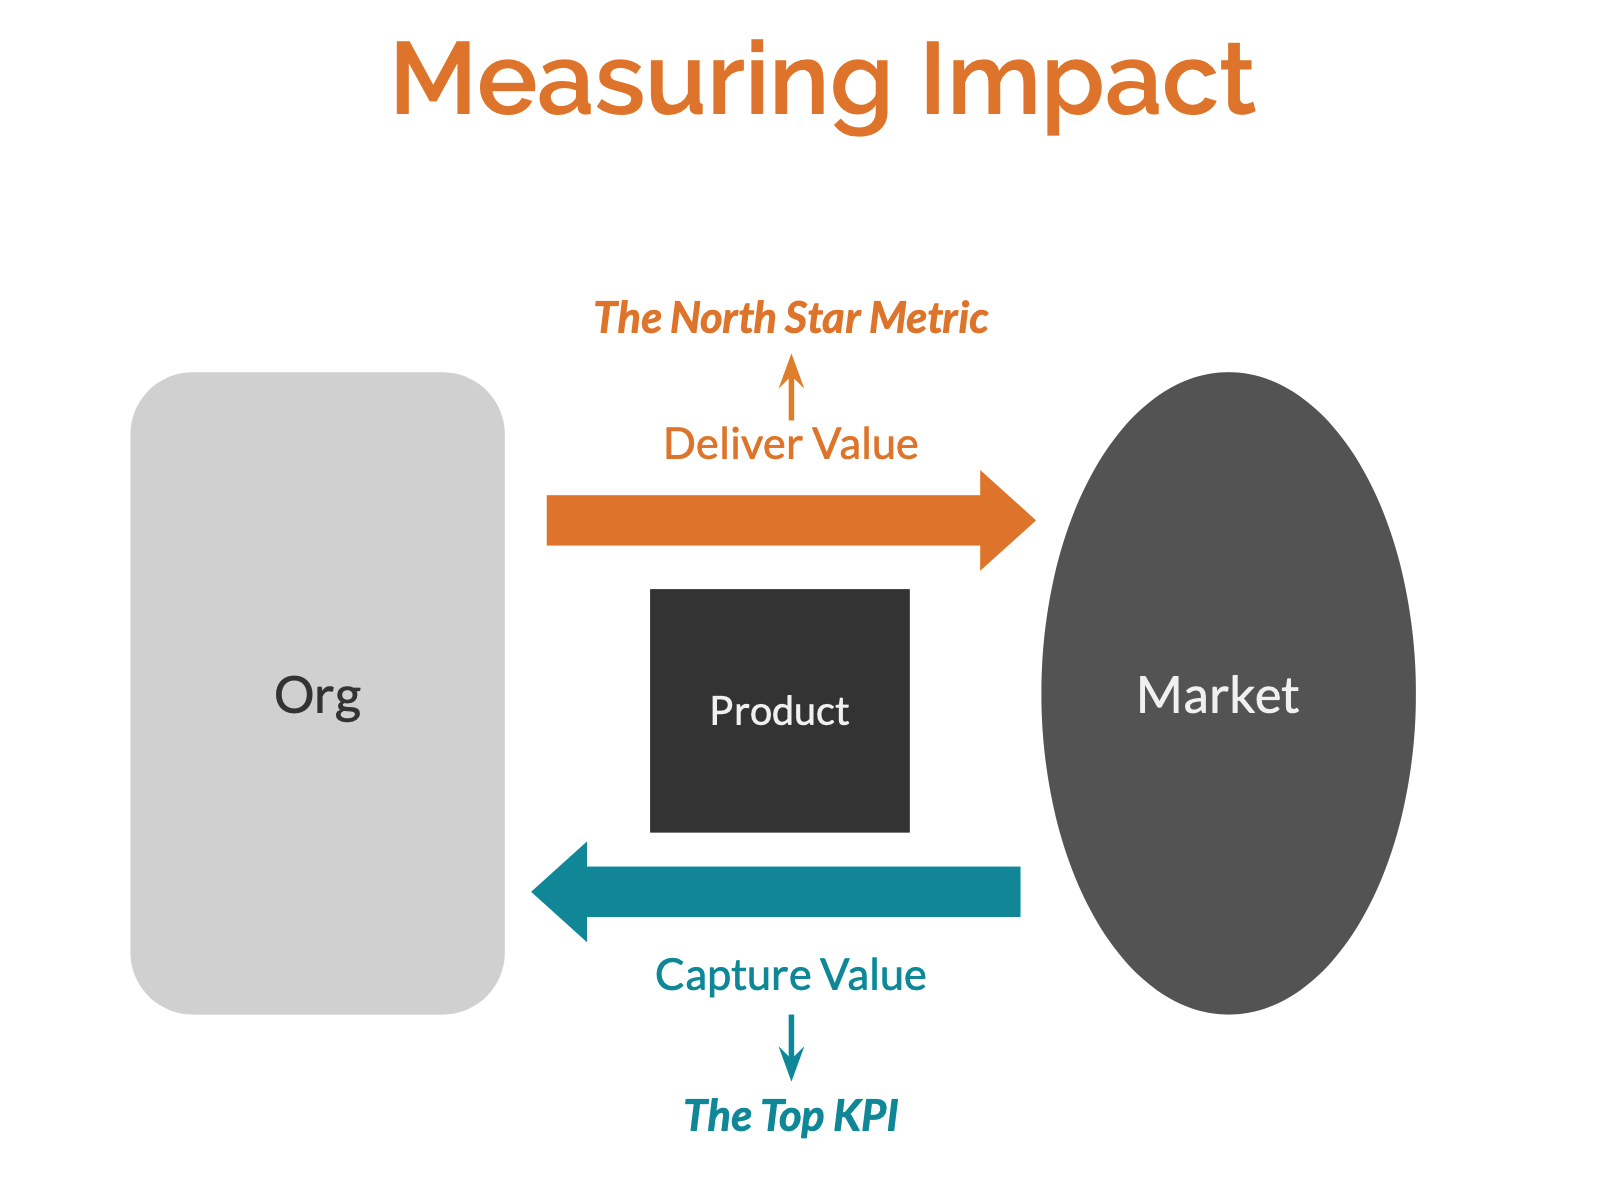 Measuring Impact
The North Star Metric
Deliver Value
Org
Product
Market
Capture Value
The Top KPI